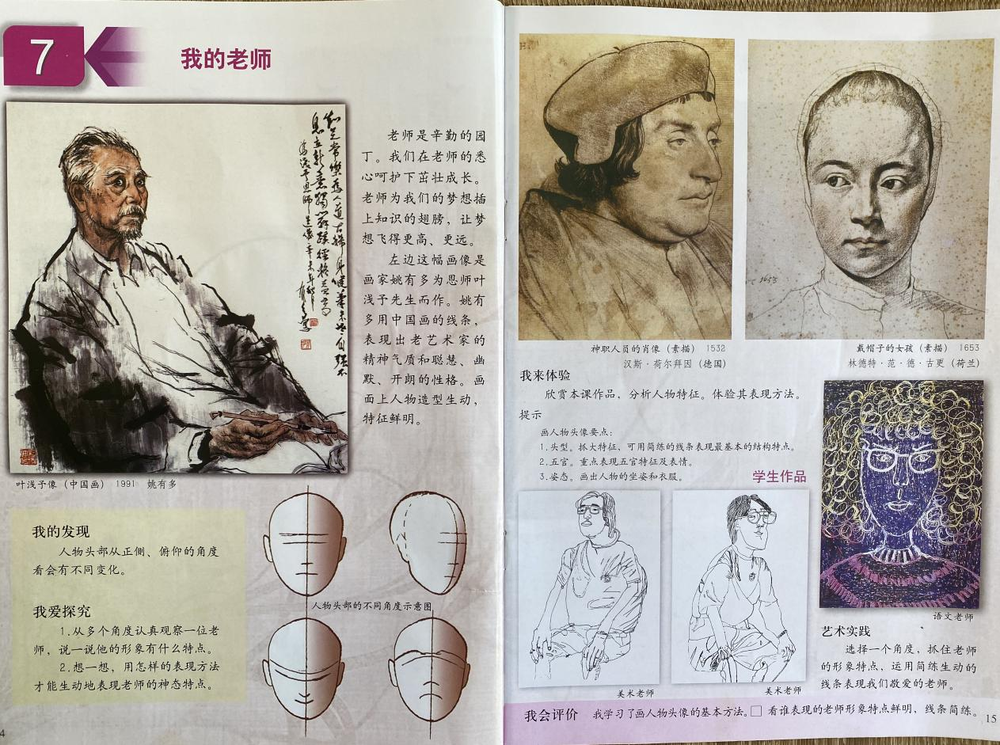 7
我的老师
老师是辛勤的园
丁。我们在老师的悉
心呵护下茁壮成长。
老师为我们的梦想插
上知识的翅膀，让梦
想飞得更高、更远。
左边这幅画像是
画家姚有多为恩师叶
浅予先生而作。姚有
多用中国画的线条，
表现出老艺术家的
精神气质和聪慧、幽
默、开朗的性格。画
面上人物造型生动，
特征鲜明。
叶浅予像（中国画） 1991 姚有多
我的发现
人物头部从正侧、俯仰的角度
看会有不同变化。
我爱探究
1.从多个角度认真观察一位老
师，说一说他的形象有什么特点。
2.想一想，用怎样的表现方法
才能生动地表现老师的神态特点。
人物头部的不同角度示意图
4
神职人员的肖像（素描） 1532
汉斯·荷尔拜因（德国）
1653
戴帽子的女孩（素描） 1653
林德特·范·德·古更（荷兰）
我来体验
欣赏本课作品，分析人物特征。体验其表现方法。
提示
画人物头像要点：
1.头型。抓大特征，可用简练的线条表现最基本的结构特点。
2.五官。重点表现五官特征及表情。
3.姿态。画出人物的坐姿和衣服。
学生作品
美术老师
美术老师
语文老师
艺术实践
选择一个角度，抓住老师
的形象特点，运用简练生动的
线条表现我们敬爱的老师。
我会评价 我学习了画人物头像的基本方法。□ 看谁表现的老师形象特点鲜明，线条简练。
15